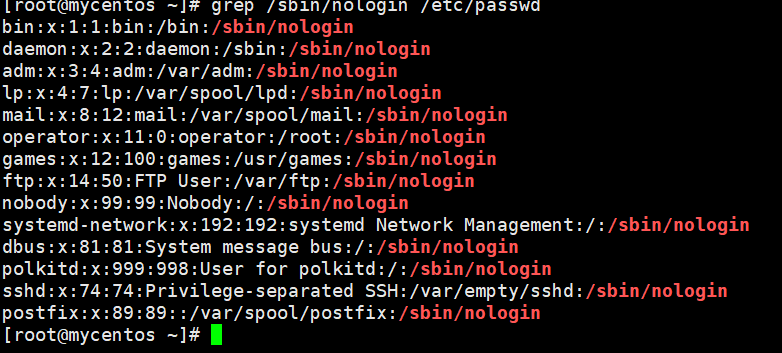 [root@mycentos ~]# grep /sbin/nologin /etc/passwd
bin:x:1:1:bin:/bin:/sbin/nologin
daemon:x:2:2:daemon:/sbin:/sbin/nologin
adm:x:3:4:adm:/var/adm:/sbin/nologin
lp:x:4:7:lp:/var/spool/lpd:/sbin/nologin
mail:x:8:12:mail:/var/spool/mail:/sbin/nologin
operator:x:11:0:operator:/root:/sbin/nologin
games:x:12:100:games:/usr/games:/sbin/nologin
ftp:x:14:50:FTP User:/var/ftp:/sbin/nologin
nobody:x:99:99:Nobody:/:/sbin/nologin
systemd-network:x:192:192:systemd Network Management:/:/sbin/nologin
dbus:x:81:81:System message bus:/:/sbin/nologin
polkitd:x:999:998:User for polkitd:/:/sbin/nologin
sshd:x:74:74:Privilege-separated SSH:/var/empty/sshd:/sbin/nologin
postfix:x:89:89::/var/spool/postfix:/sbin/nologin
[root@mycentos ~]#